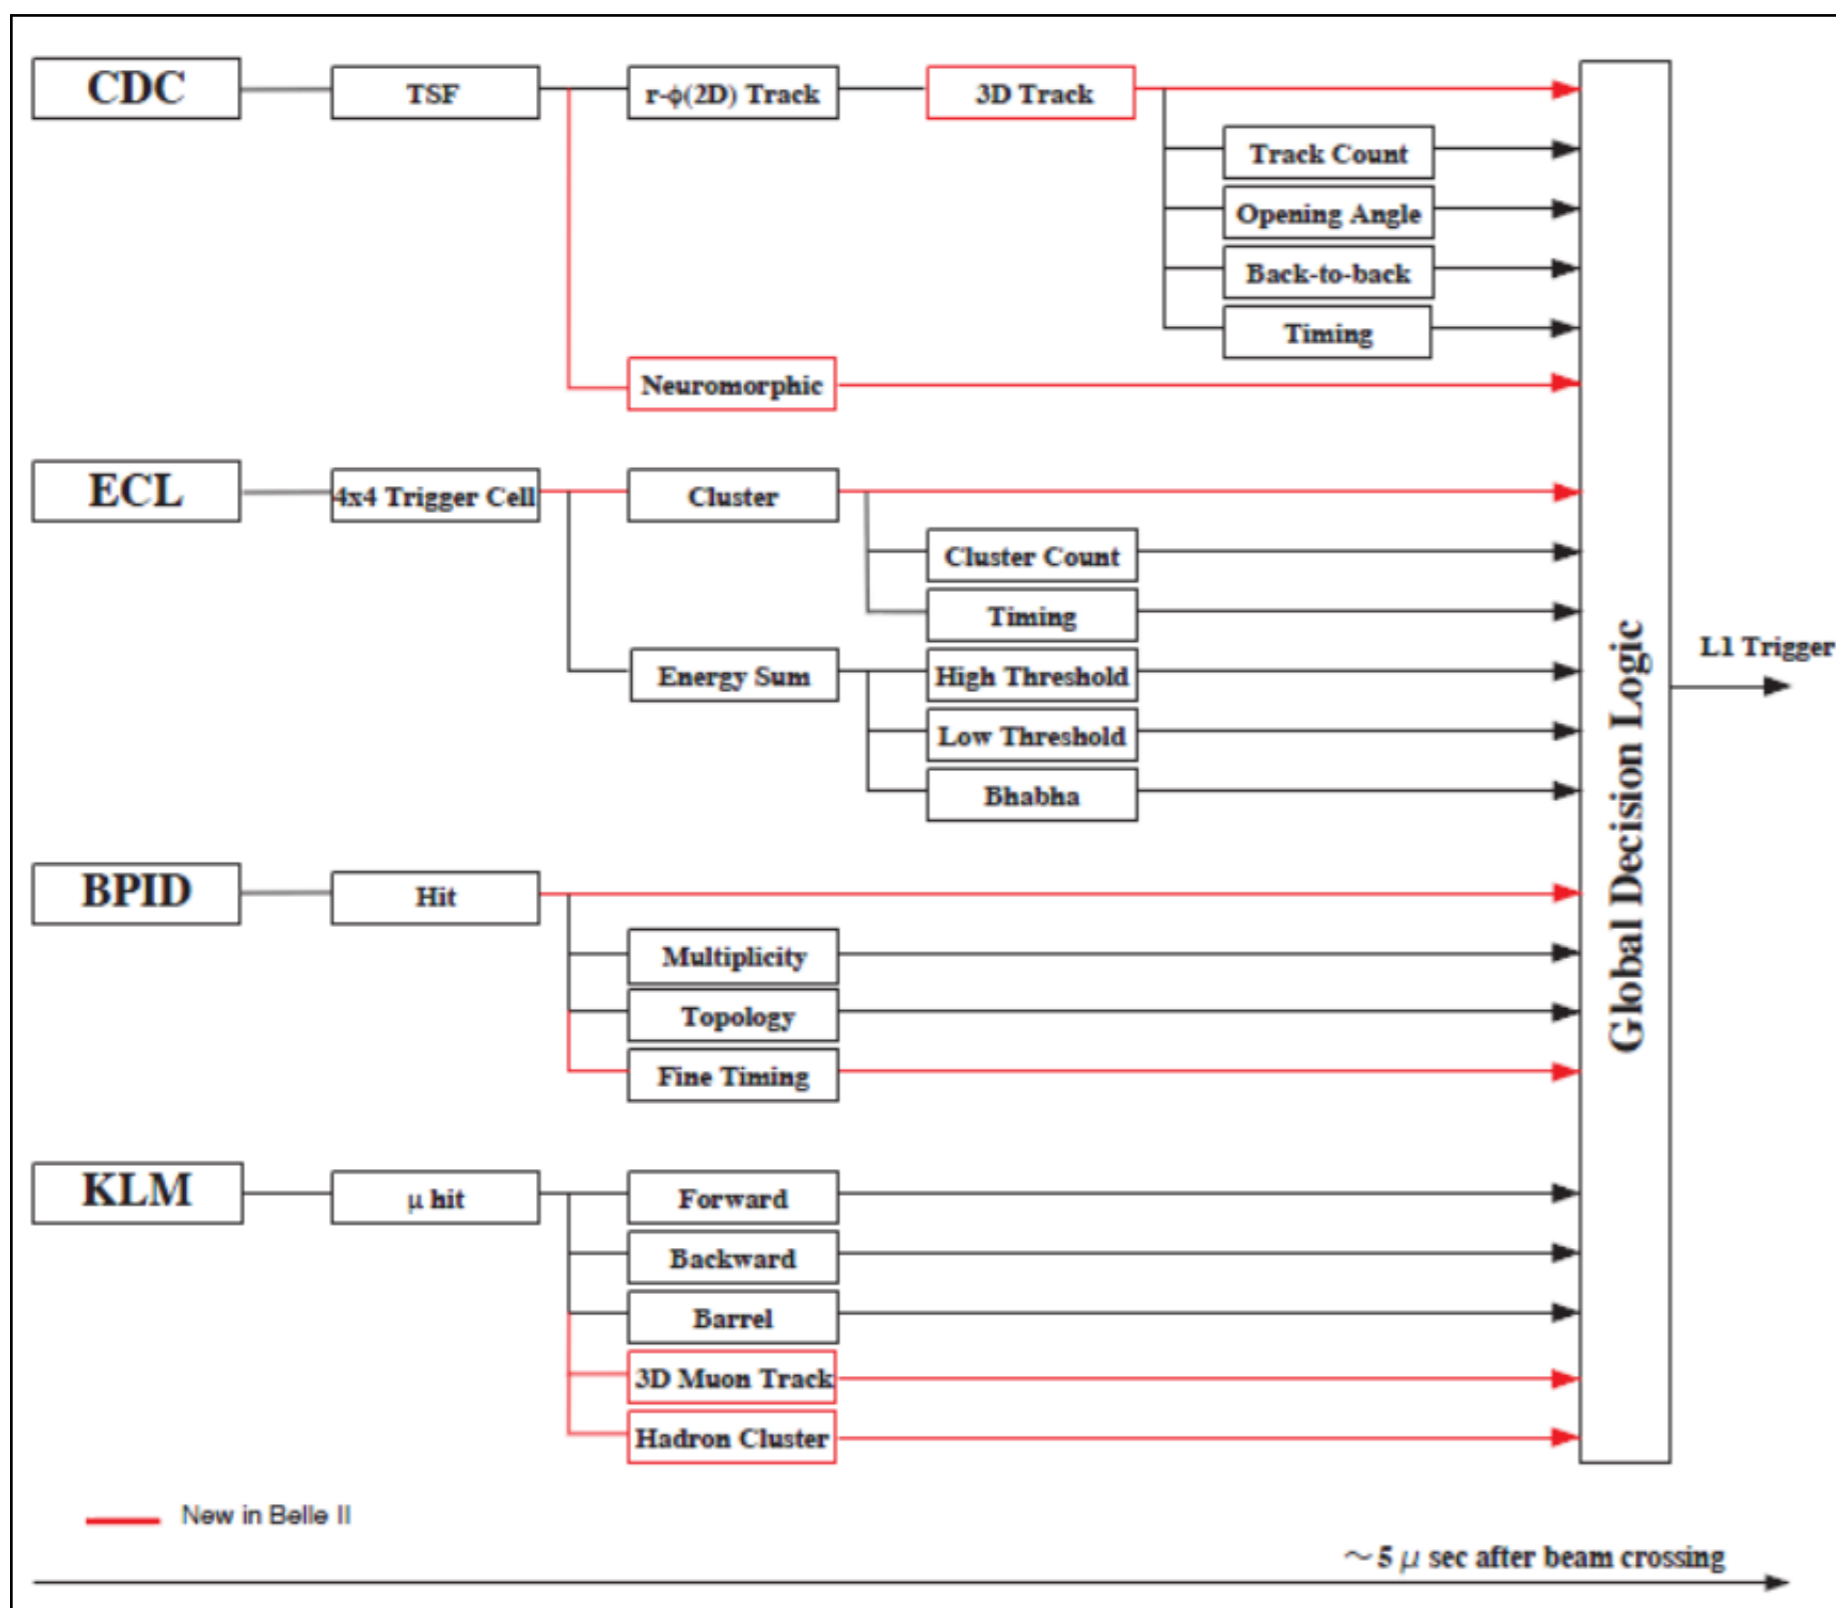 CDC
TSF
r-ϕ(2D) Track
3D Track
Track Count
Opening Angle
Back-to-back
Timing
Neuromorphic
ECL
4x4 Trigger Cell
Cluster
Cluster Count
Timing
Energy Sum
High Threshold
Low Threshold
Bhabha
BPID
Hit
Multiplicity
Topology
Fine Timing
KLM
μ hit
Forward
Backward
Barrel
3D Muon Track
Hadron Cluster
Global Decision Logic
L1 Trigger
New in Belle II
~ 5 μ sec after beam crossing